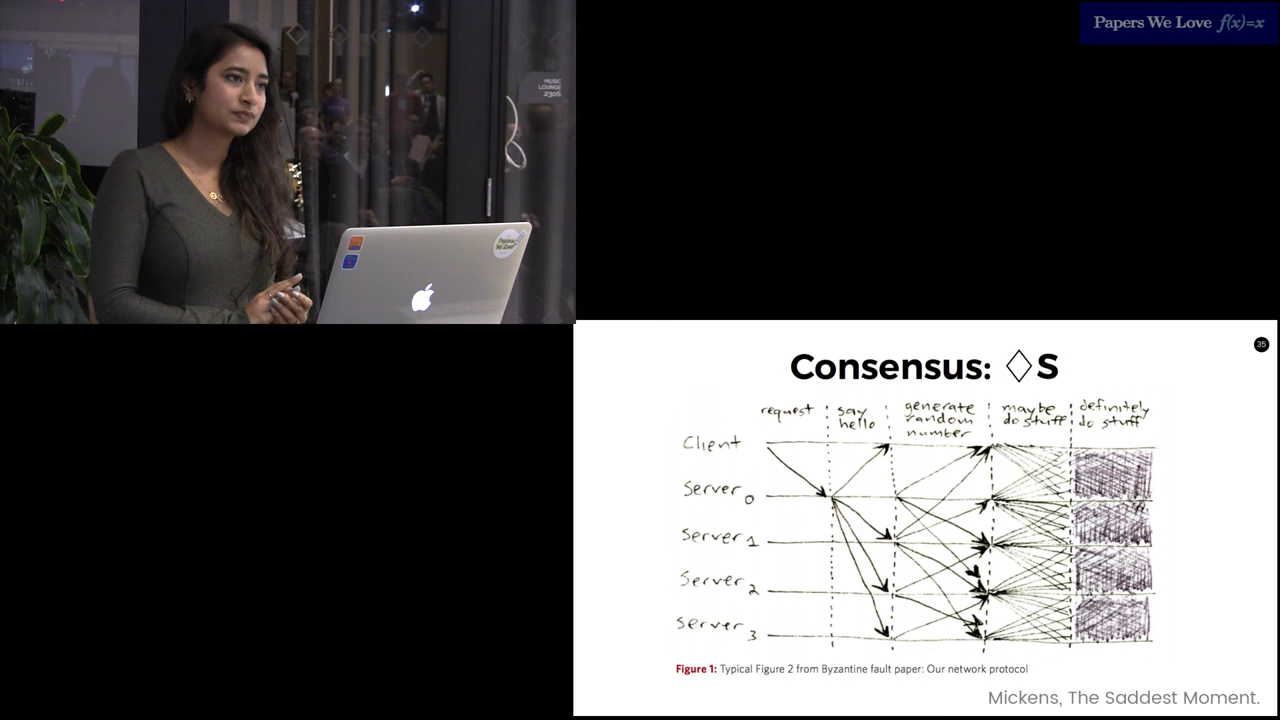 Papers We Love f(x)=x
MUSIC
LOUNGE
2306
35
Consensus: ◇S
request
say
hello
generate
random
number
maybe
do stuff
definitely
do stuff
Client
Server 0
Server 1
Server 2
Server 3
Figure 1: Typical Figure 2 from Byzantine fault paper: Our network protocol
Mickens, The Saddest Moment.